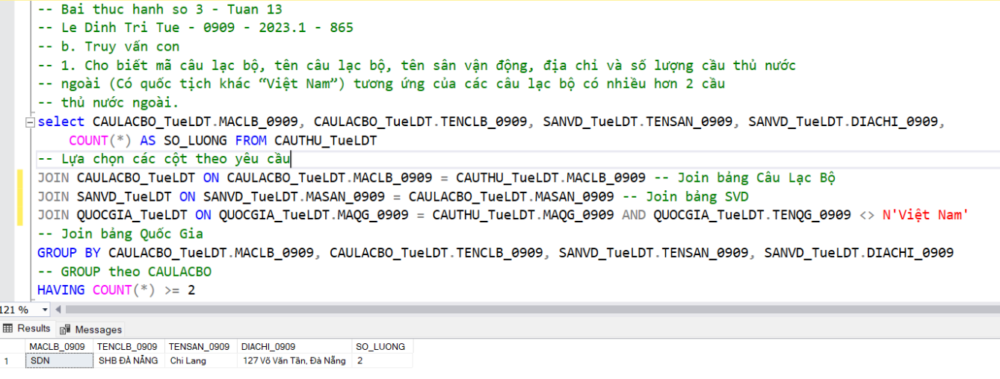 -- Bai thuc hanh so 3 - Tuan 13
-- Le Dinh Tri Tue - 0909 - 2023.1 - 865
-- b. Truy vấn con
-- 1. Cho biết mã câu lạc bộ, tên câu lạc bộ, tên sân vận động, địa chỉ và số lượng cầu thủ nước
-- ngoài (Có quốc tịch khác “Việt Nam”) tương ứng của các câu lạc bộ có nhiều hơn 2 cầu
-- thủ nước ngoài.
select CAULACBO_TueLDT.MACLB_0909, CAULACBO_TueLDT.TENCLB_0909, SANVD_TueLDT.TENSAN_0909, SANVD_TueLDT.DIACHI_0909,
COUNT(*) AS SO_LUONG FROM CAUTHU_TueLDT
-- Lựa chọn các cột theo yêu cầu
JOIN CAULACBO_TueLDT ON CAULACBO_TueLDT.MACLB_0909 = CAUTHU_TueLDT.MACLB_0909 -- Join bảng Câu Lạc Bộ
JOIN SANVD_TueLDT ON SANVD_TueLDT.MASAN_0909 = CAULACBO_TueLDT.MASAN_0909 -- Join bảng SVD
JOIN QUOCGIA_TueLDT ON QUOCGIA_TueLDT.MAQG_0909 = CAUTHU_TueLDT.MAQG_0909 AND QUOCGIA_TueLDT.TENQG_0909 <> N'Việt Nam'
-- Join bảng Quốc Gia
GROUP BY CAULACBO_TueLDT.MACLB_0909, CAULACBO_TueLDT.TENCLB_0909, SANVD_TueLDT.TENSAN_0909, SANVD_TueLDT.DIACHI_0909
-- GROUP theo CAULACBO
HAVING COUNT(*) >= 2
121 %
Results Messages
MACLB_0909 TENCLB_0909 TENSAN_0909 DIACHI_0909 SO_LUONG
1 SDN SHB ĐÀ NẴNG Chi Lang 127 Võ Văn Tần, Đà Nẵng 2